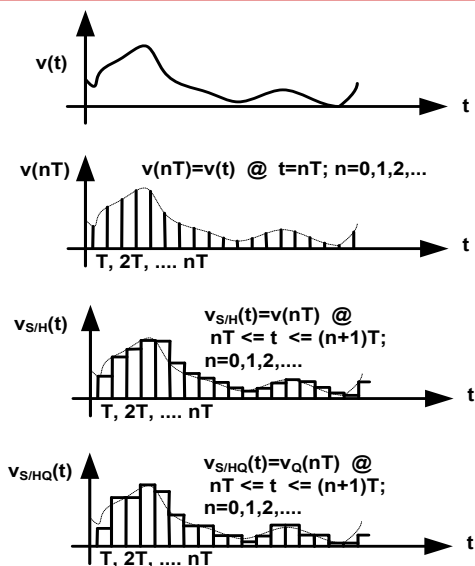 v(t)
t
v(nT)
v(nT)=v(t) @ t=nT; n=0,1,2,...
t
T, 2T, .... nT
vS/H(t)
vS/H(t)=v(nT) @
nT <= t <= (n+1)T;
n=0,1,2,....
t
T, 2T, .... nT
vS/HQ(t)
vS/HQ(t)=vQ(nT) @
nT <= t <= (n+1)T;
n=0,1,2,....
t
T, 2T, .... nT